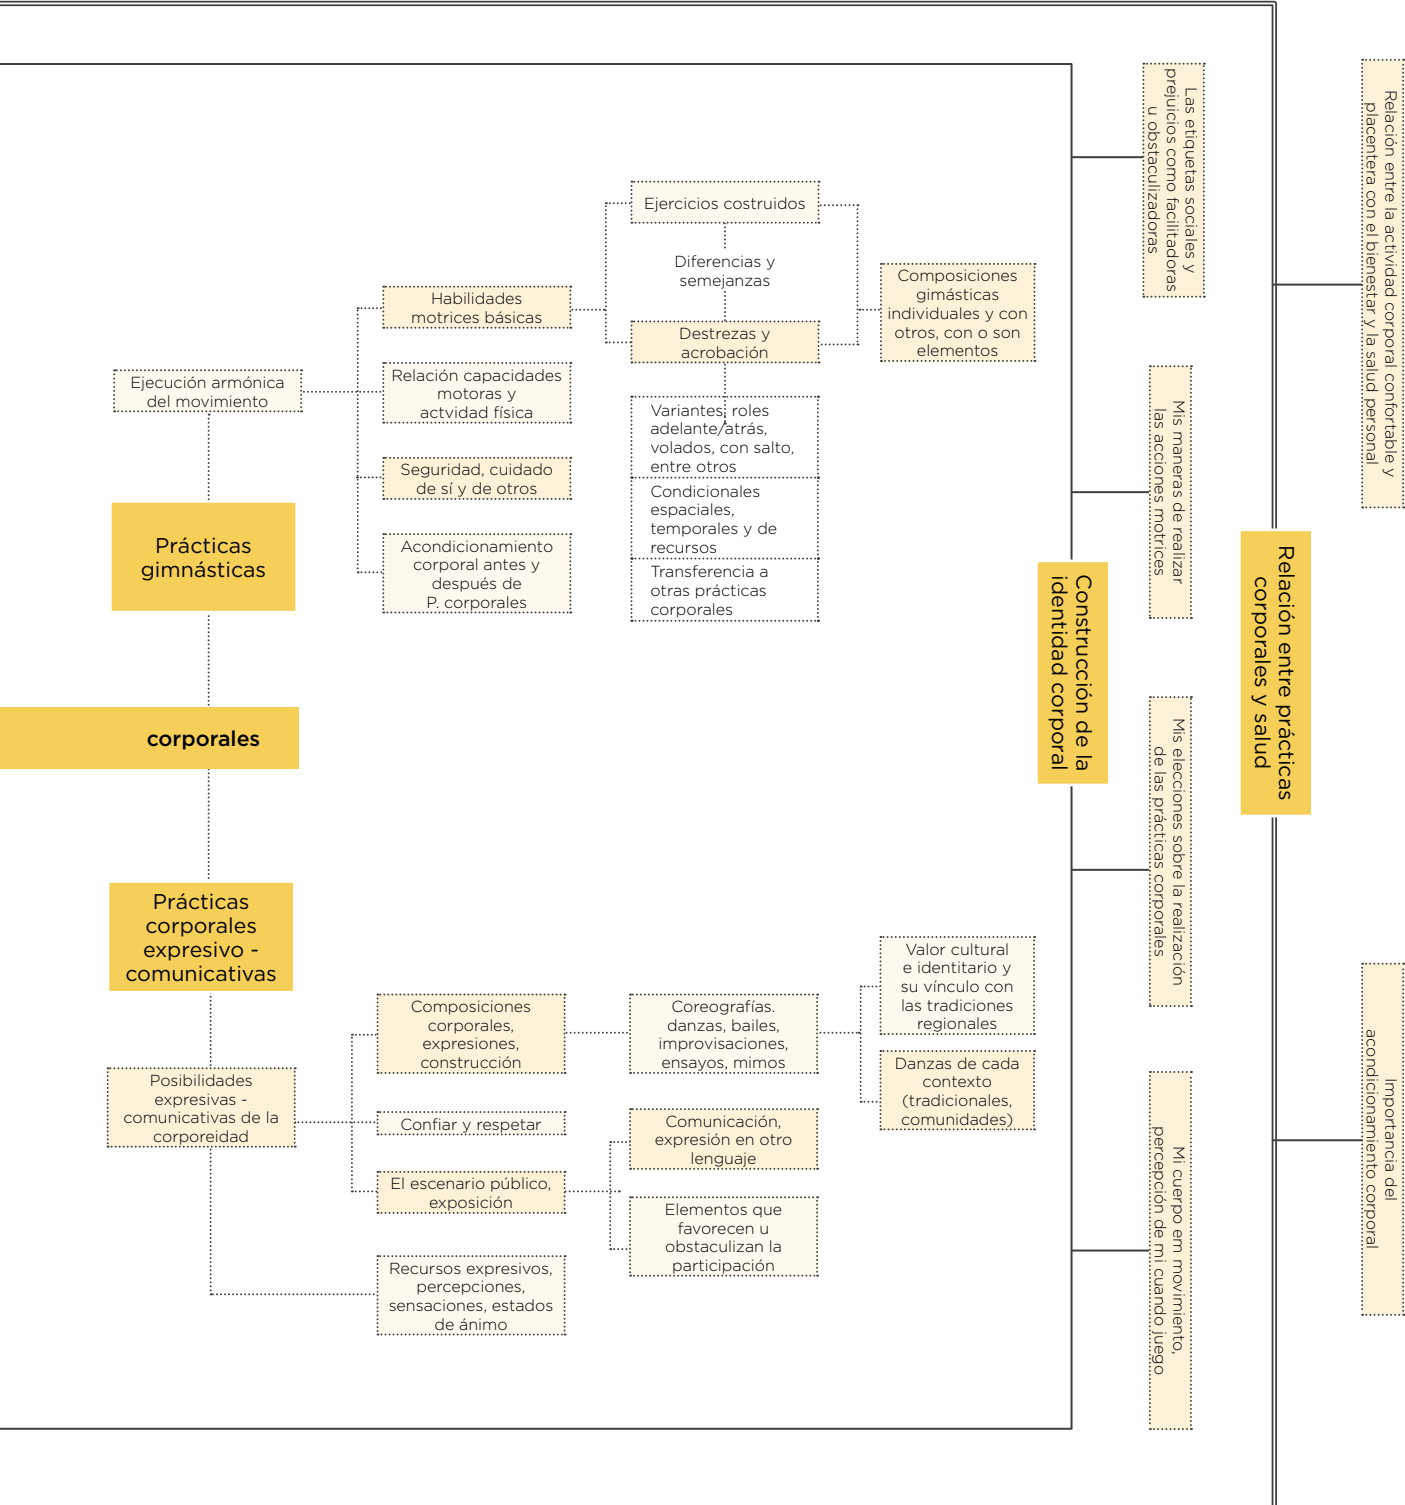 Ejercicios costruidos
Diferencias y
semejanzas
Habilidades
motrices básicas
Destrezas y
acrobación
Composiciones
gimásticas
individuales y con
otros, con o son
elementos
Ejecución armónica
del movimiento
Relación capacidades
motoras y
actvidad física
Variantes, roles
adelante/atrás,
volados, con salto,
entre otros
Seguridad, cuidado
de sí y de otros
Condicionales
espaciales,
temporales y de
recursos
Prácticas
gimnásticas
Acondicionamiento
corporal antes y
después de
P. corporales
Transferencia a
otras prácticas
corporales
corporales
Prácticas
corporales
expresivo -
comunicativas
Posibilidades
expresivas -
comunicativas de la
corporeidad
Composiciones
corporales,
expresiones,
construcción
Coreografías.
danzas, bailes,
improvisaciones,
ensayos, mimos
Valor cultural
e identitario y
su vínculo con
las tradiciones
regionales
Danzas de cada
contexto
(tradicionales,
comunidades)
Confiar y respetar
El escenario público,
exposición
Comunicación,
expresión en otro
lenguaje
Elementos que
favorecen u
obstaculizan la
participación
Recursos expresivos,
percepciones,
sensaciones, estados
de ánimo
Construcción de la
identidad corporal
Las etiquetas sociales y
prejuicios como facilitadoras
u obstaculizadoras
Mis maneras de realizar
las acciones motrices
Mis elecciones sobre la realización
de las prácticas corporales
Mi cuerpo em movimiento,
percepción de mi cuando juego
Relación entre prácticas
corporales y salud
Relación entre la actividad corporal confortable y
placentera con el bienestar y la salud personal
Importancia del
acondicionamiento corporal